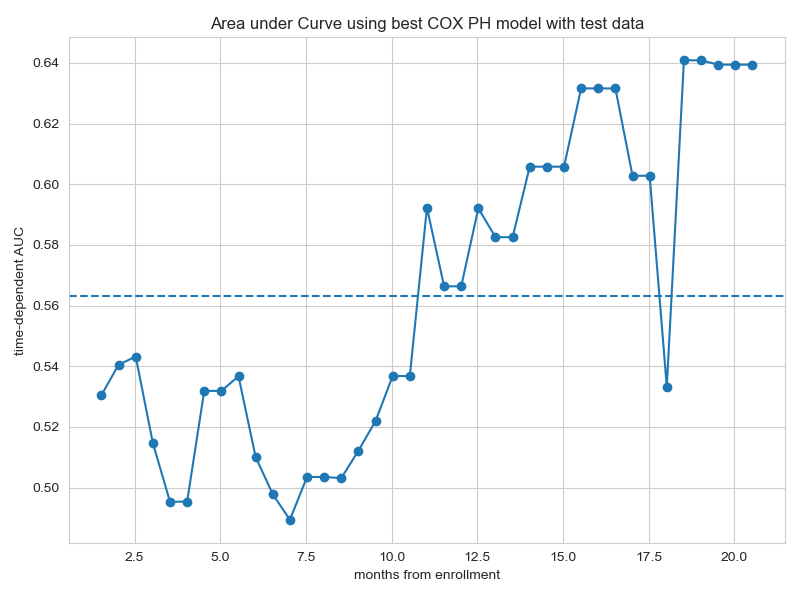 Area under Curve using best COX PH model with test data
time-dependent AUC
0.64
0.62
0.60
0.58
0.56
0.54
0.52
0.50
2.5 5.0 7.5 10.0 12.5 15.0 17.5 20.0
months from enrollment